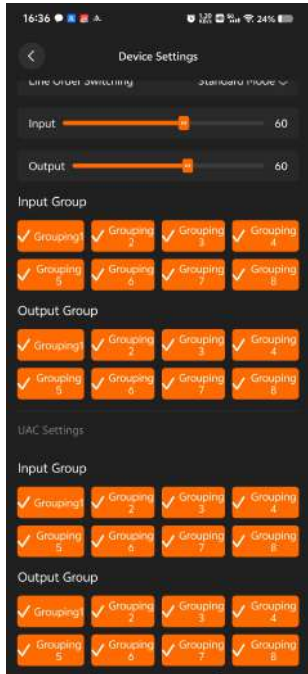 16:36
24%
Device Settings
Line Order Switching Standard Mode
Input 60
Output 60
Input Group
Grouping1 Grouping 2 Grouping 3 Grouping 4
Grouping 5 Grouping 6 Grouping 7 Grouping 8
Output Group
Grouping1 Grouping 2 Grouping 3 Grouping 4
Grouping 5 Grouping 6 Grouping 7 Grouping 8
UAC Settings
Input Group
Grouping1 Grouping 2 Grouping 3 Grouping 4
Grouping 5 Grouping 6 Grouping 7 Grouping 8
Output Group
Grouping1 Grouping 2 Grouping 3 Grouping 4
Grouping 5 Grouping 6 Grouping 7 Grouping 8